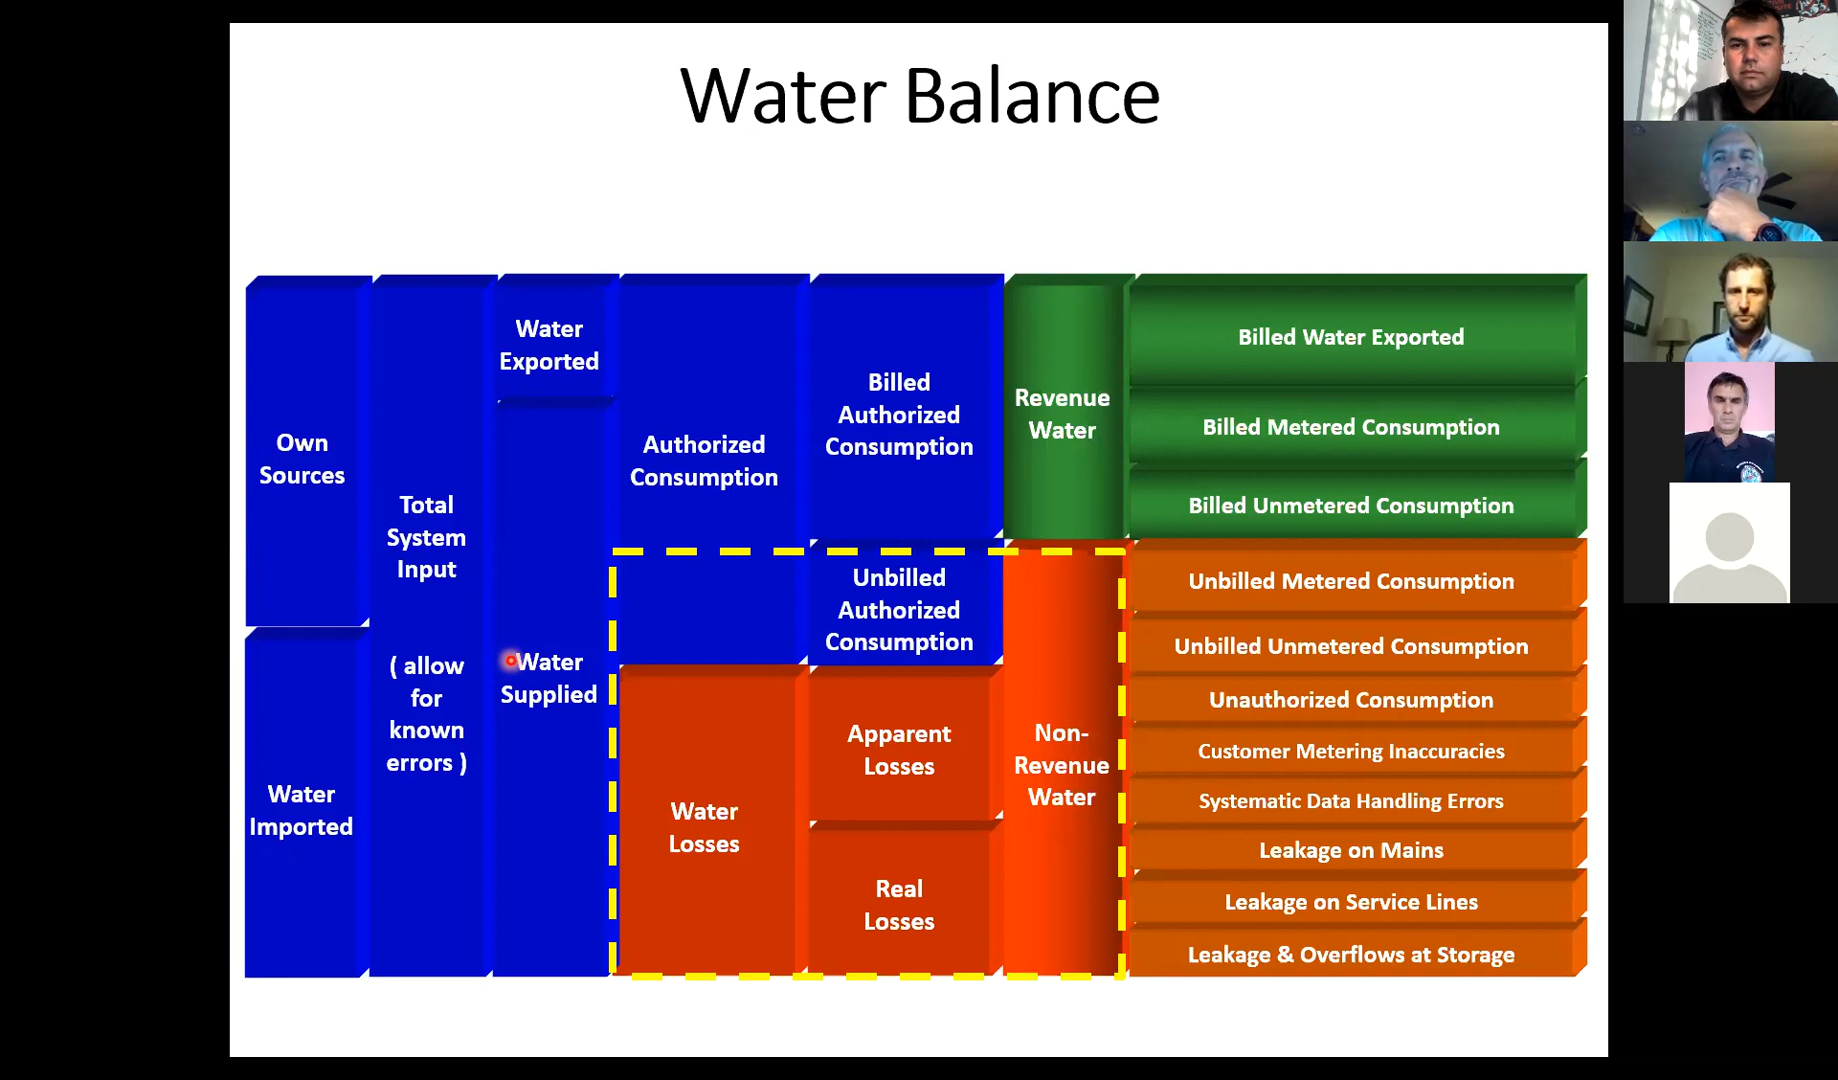 Water Balance
Own
Sources
Water
Imported
Total
System
Input
( allow
for
known
errors )
Water
Exported
Water
Supplied
Authorized
Consumption
Water
Losses
Billed
Authorized
Consumption
Unbilled
Authorized
Consumption
Apparent
Losses
Real
Losses
Revenue
Water
Non-
Revenue
Water
Billed Water Exported
Billed Metered Consumption
Billed Unmetered Consumption
Unbilled Metered Consumption
Unbilled Unmetered Consumption
Unauthorized Consumption
Customer Metering Inaccuracies
Systematic Data Handling Errors
Leakage on Mains
Leakage on Service Lines
Leakage & Overflows at Storage